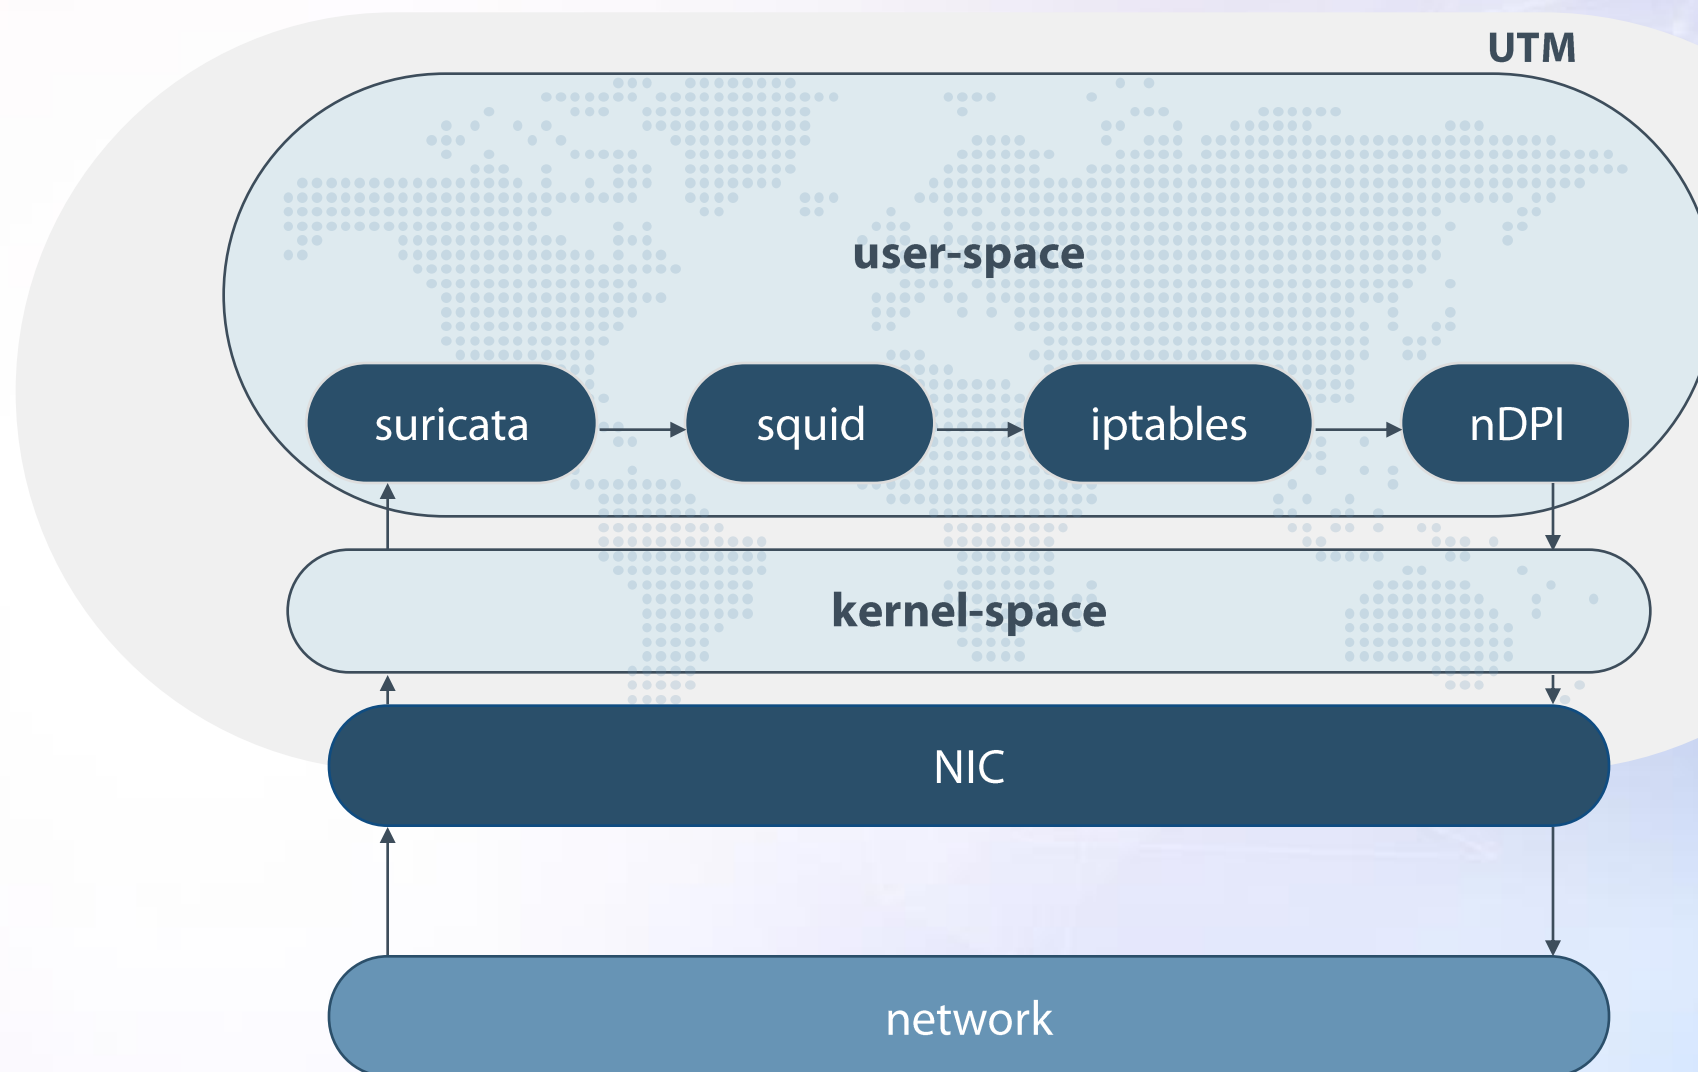 UTM
user-space
suricata
squid
iptables
nDPI
kernel-space
NIC
network